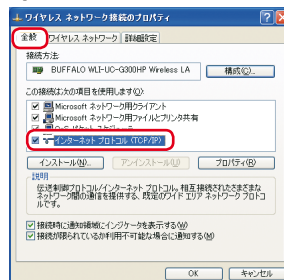 ワイヤレス ネットワーク接続のプロパティ
全般 ワイヤレス ネットワーク 詳細設定
接続方法:
BUFFALO WLI-UC-G300HP Wireless LA 構成(C)...
この接続は次の項目を使用します(O):
Microsoft ネットワーク用クライアント
Microsoft ネットワーク用ファイルとプリンタ共有
QoS パケット スケジューラ
インターネット プロトコル (TCP/IP)
インストール(N)... アンインストール(U) プロパティ(R)
説明
伝送制御プロトコル/インターネット プロトコル。相互接続されたさまざまな
ネットワーク間の通信を提供する、既定のワイド エリア ネットワーク プロトコ
ルです。
接続時に通知領域にインジケータを表示する(W)
接続が限られているか利用不可能な場合に通知する(M)
OK キャンセル